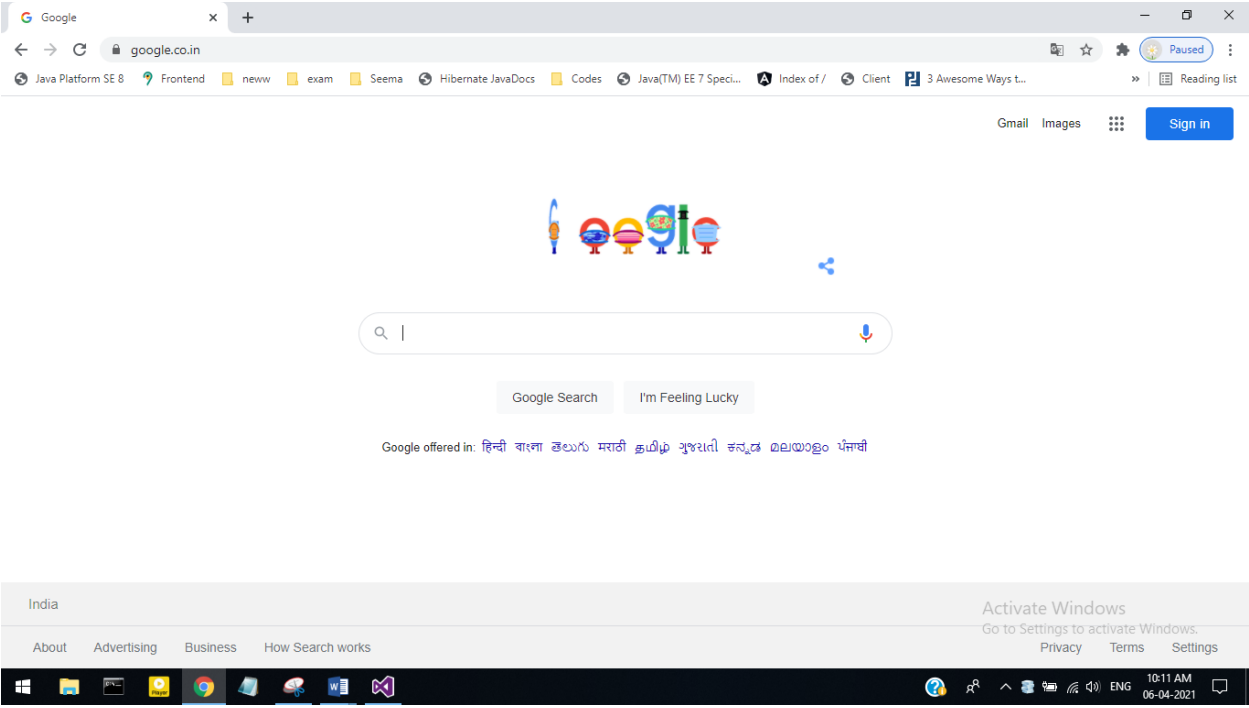 Google
google.co.in
Paused
Java Platform SE 8 Frontend neww exam Seema Hibernate JavaDocs Codes Java(TM) EE 7 Speci... Index of / Client 3 Awesome Ways t... » Reading list
Gmail Images Sign in
Google
Google Search I'm Feeling Lucky
Google offered in: हिन्दी বাংলা తెలుగు मराठी தமிழ் ગુજરાતી ಕನ್ನಡ മലയാളം ਪੰਜਾਬੀ
India
Activate Windows
Go to Settings to activate Windows.
About Advertising Business How Search works Privacy Terms Settings
ENG 10:11 AM
06-04-2021